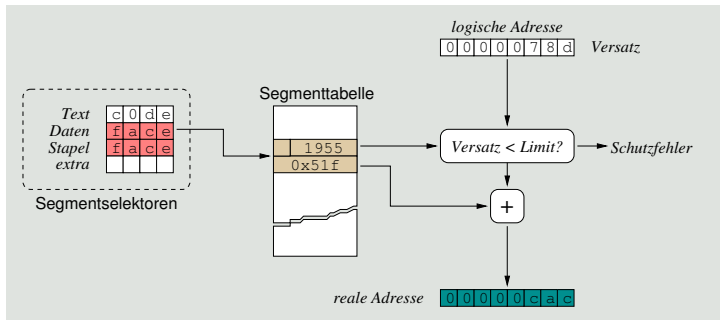 logische Adresse
0 0 0 0 0 7 8 d Versatz
Segmenttabelle
Text c 0 d e
Daten f a c e
Stapel f a c e
extra
1955
0x51f
Versatz < Limit?
Schutzfehler
Segmentselektoren
+
reale Adresse 0 0 0 0 0 c a c